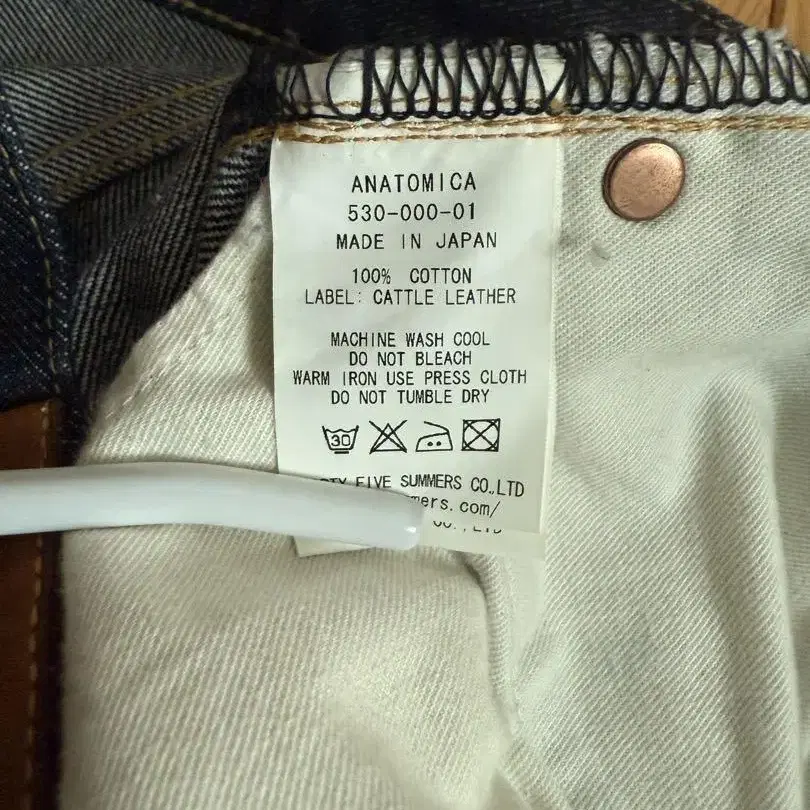 ANATOMICA
530-000-01
MADE IN JAPAN
100% COTTON
LABEL: CATTLE LEATHER
MACHINE WASH COOL
DO NOT BLEACH
WARM IRON USE PRESS CLOTH
DO NOT TUMBLE DRY
30
FIVE SUMMERS CO.,LTD